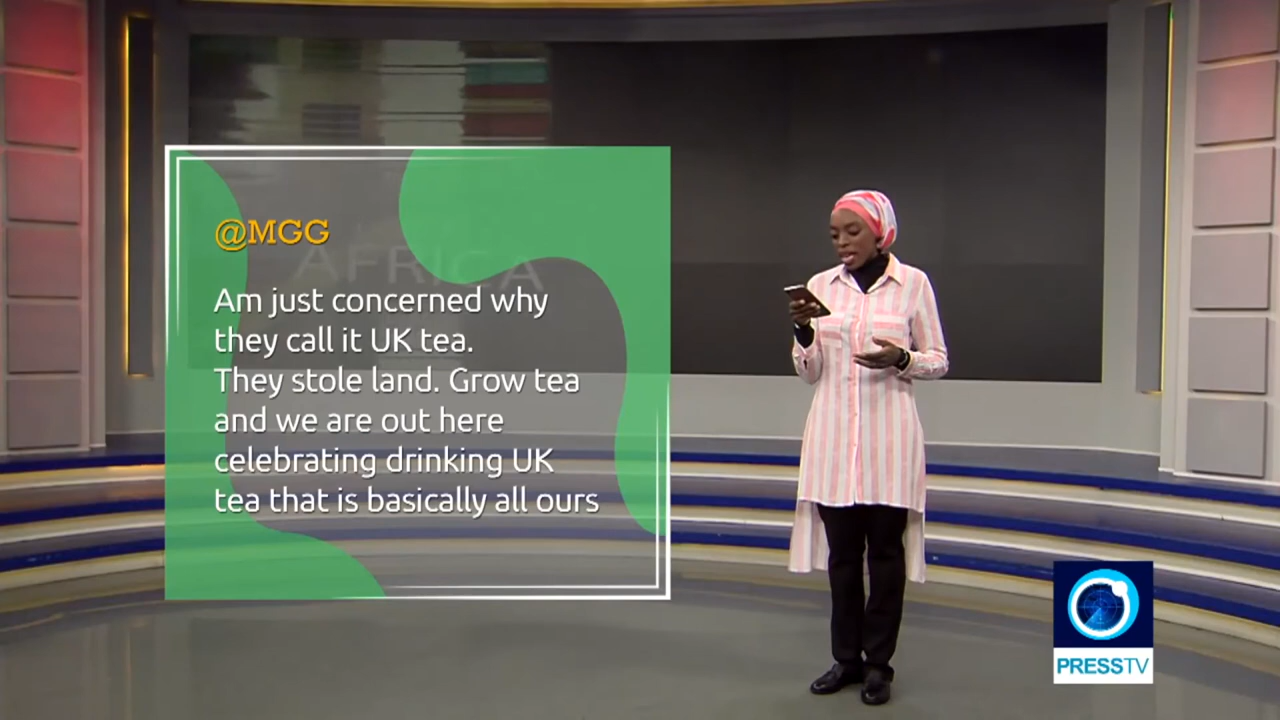 @MGG
AFRICA
Am just concerned why
they call it UK tea.
They stole land. Grow tea
and we are out here
celebrating drinking UK
tea that is basically all ours
PRESSTV